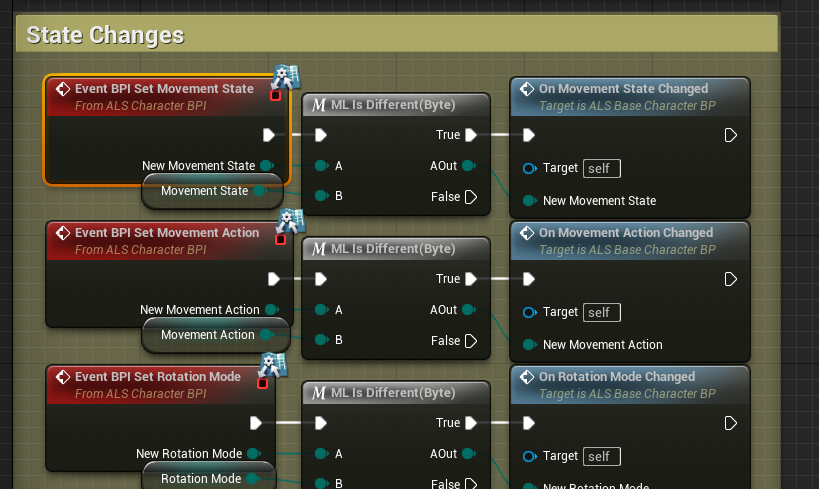 State Changes
Event BPI Set Movement State
From ALS Character BPI
New Movement State
Movement State
ML Is Different(Byte)
True
A
AOut
B
False
On Movement State Changed
Target is ALS Base Character BP
Target self
New Movement State
Event BPI Set Movement Action
From ALS Character BPI
New Movement Action
Movement Action
ML Is Different(Byte)
True
A
AOut
B
False
On Movement Action Changed
Target is ALS Base Character BP
Target self
New Movement Action
Event BPI Set Rotation Mode
From ALS Character BPI
New Rotation Mode
Rotation Mode
ML Is Different(Byte)
True
A
AOut
B
False
On Rotation Mode Changed
Target is ALS Base Character BP
Target self
New Rotation Mode